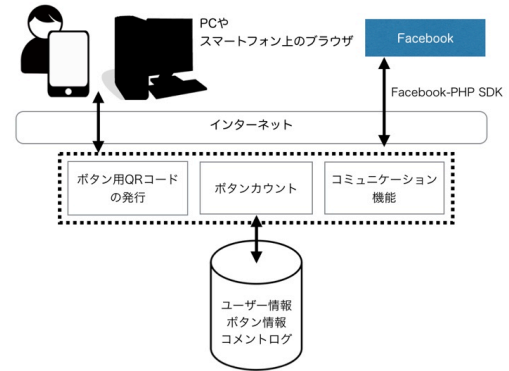 PCや
スマートフォン上のブラウザ
Facebook
Facebook-PHP SDK
インターネット
ボタン用QRコード
の発行
ボタンカウント
コミュニケーション
機能
ユーザー情報
ボタン情報
コメントログ